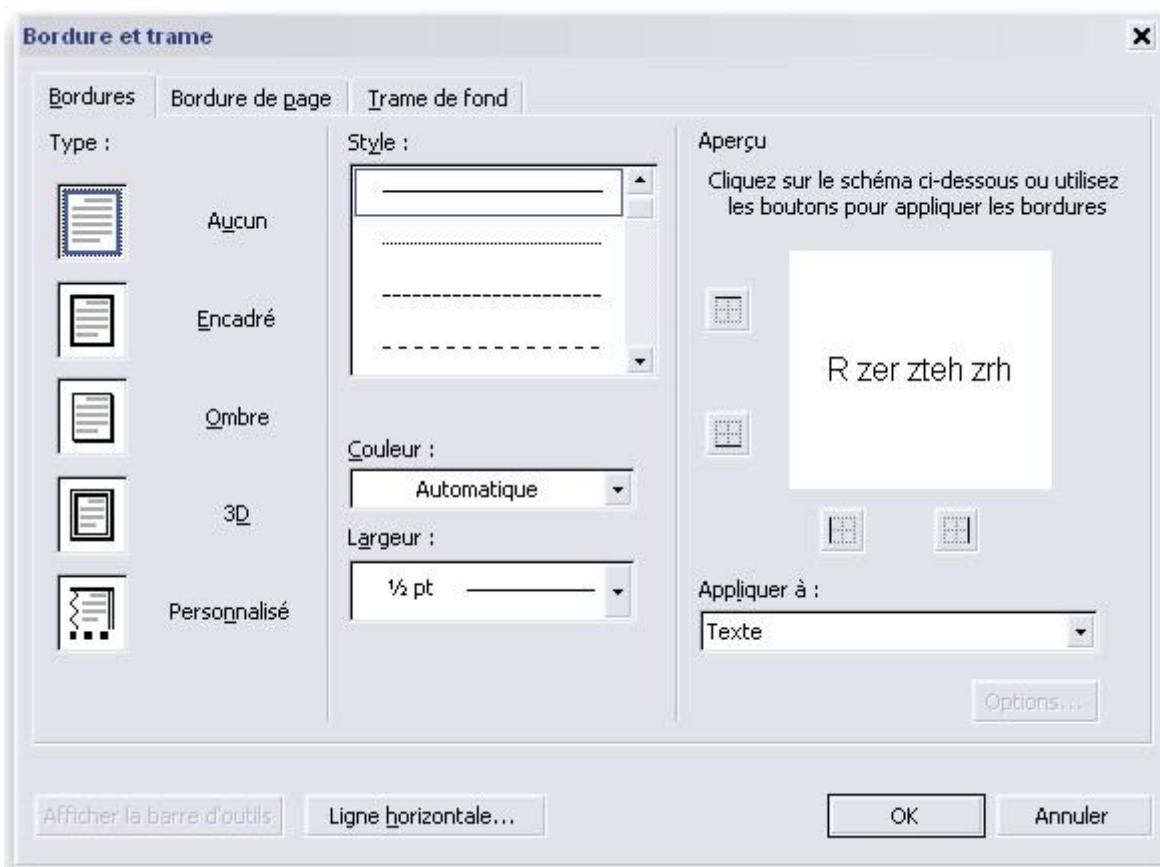 Bordure et trame
Bordures
Bordure de page
Trame de fond
Type :
Aucun
Encadré
Ombre
3D
Personnalisé
Style :
Couleur :
Automatique
Largeur :
½ pt
Aperçu
Cliquez sur le schéma ci-dessous ou utilisez
les boutons pour appliquer les bordures
R zer zteh zrh
Appliquer à :
Texte
Options...
Afficher la barre d'outils
Ligne horizontale...
OK
Annuler